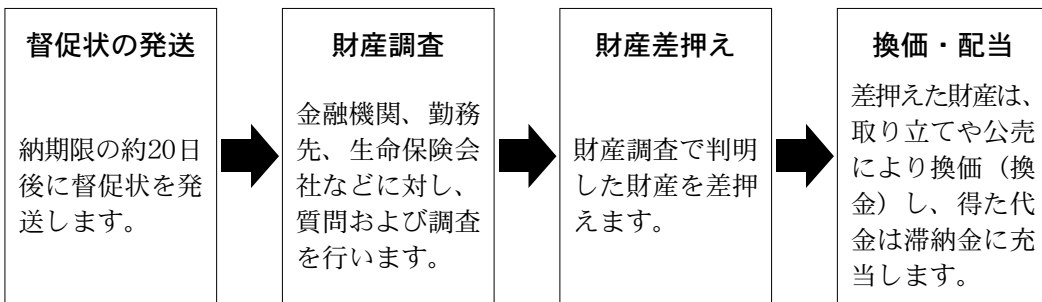 督促状の発送
納期限の約20日
後に督促状を発
送します。
財産調査
金融機関、勤務
先、生命保険会
社などに対し、
質問および調査
を行います。
財産差押え
財産調査で判明
した財産を差押
えます。
換価・配当
差押えた財産は、
取り立てや公売
により換価（換
金）し、得た代
金は滞納金に充
当します。